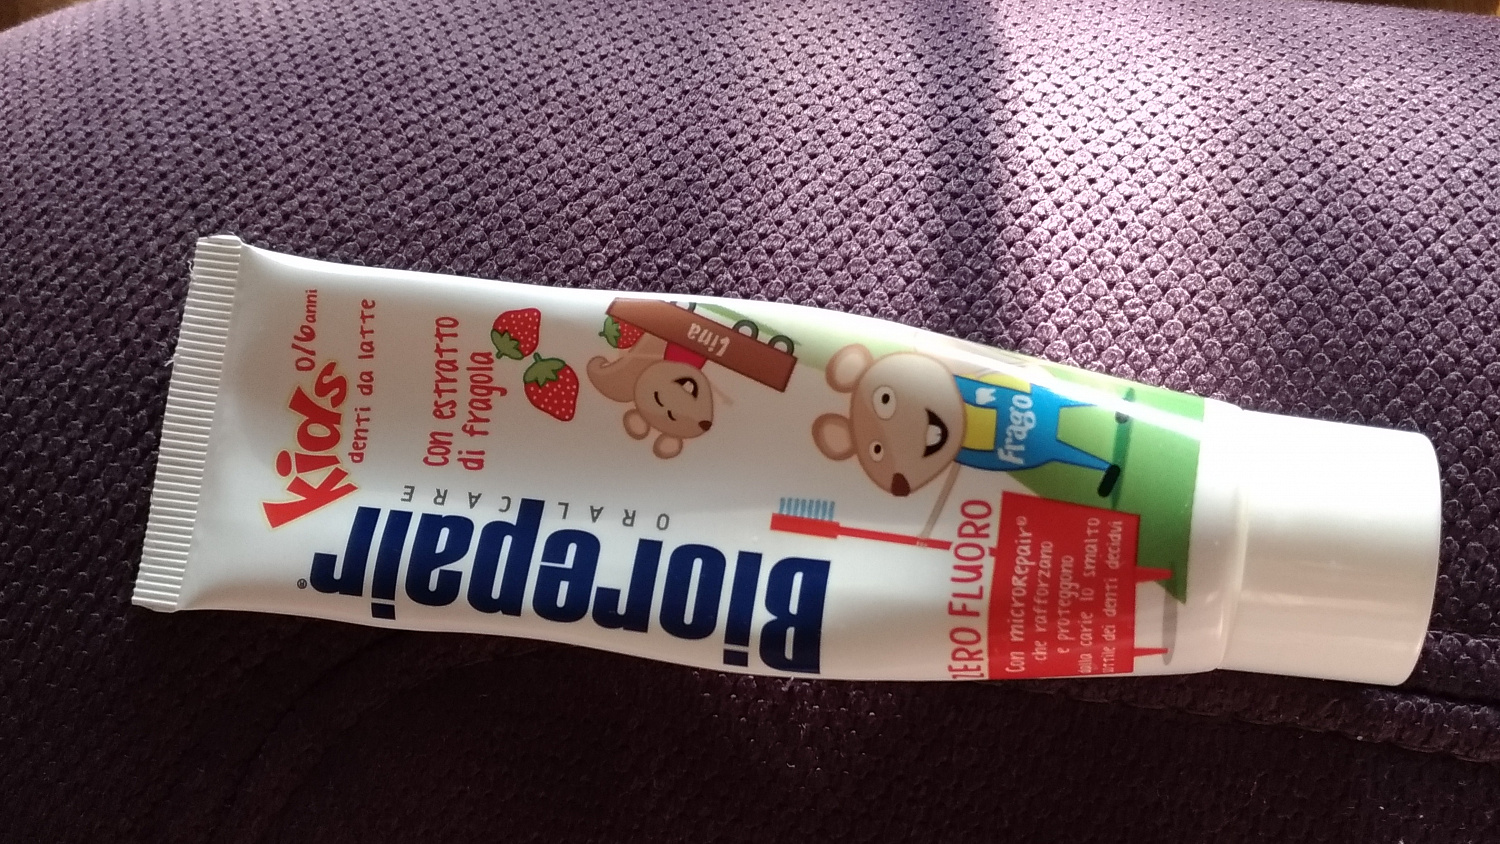 Kids 0/6 anni
denti da latte
Con estratto
di fragola
Biorepair®
ORAL CARE
Lina
Frago
ZERO FLUORO
Con microRepair®
che rafforzano
e proteggono
dalla carie lo smalto
sottile dei denti decidui